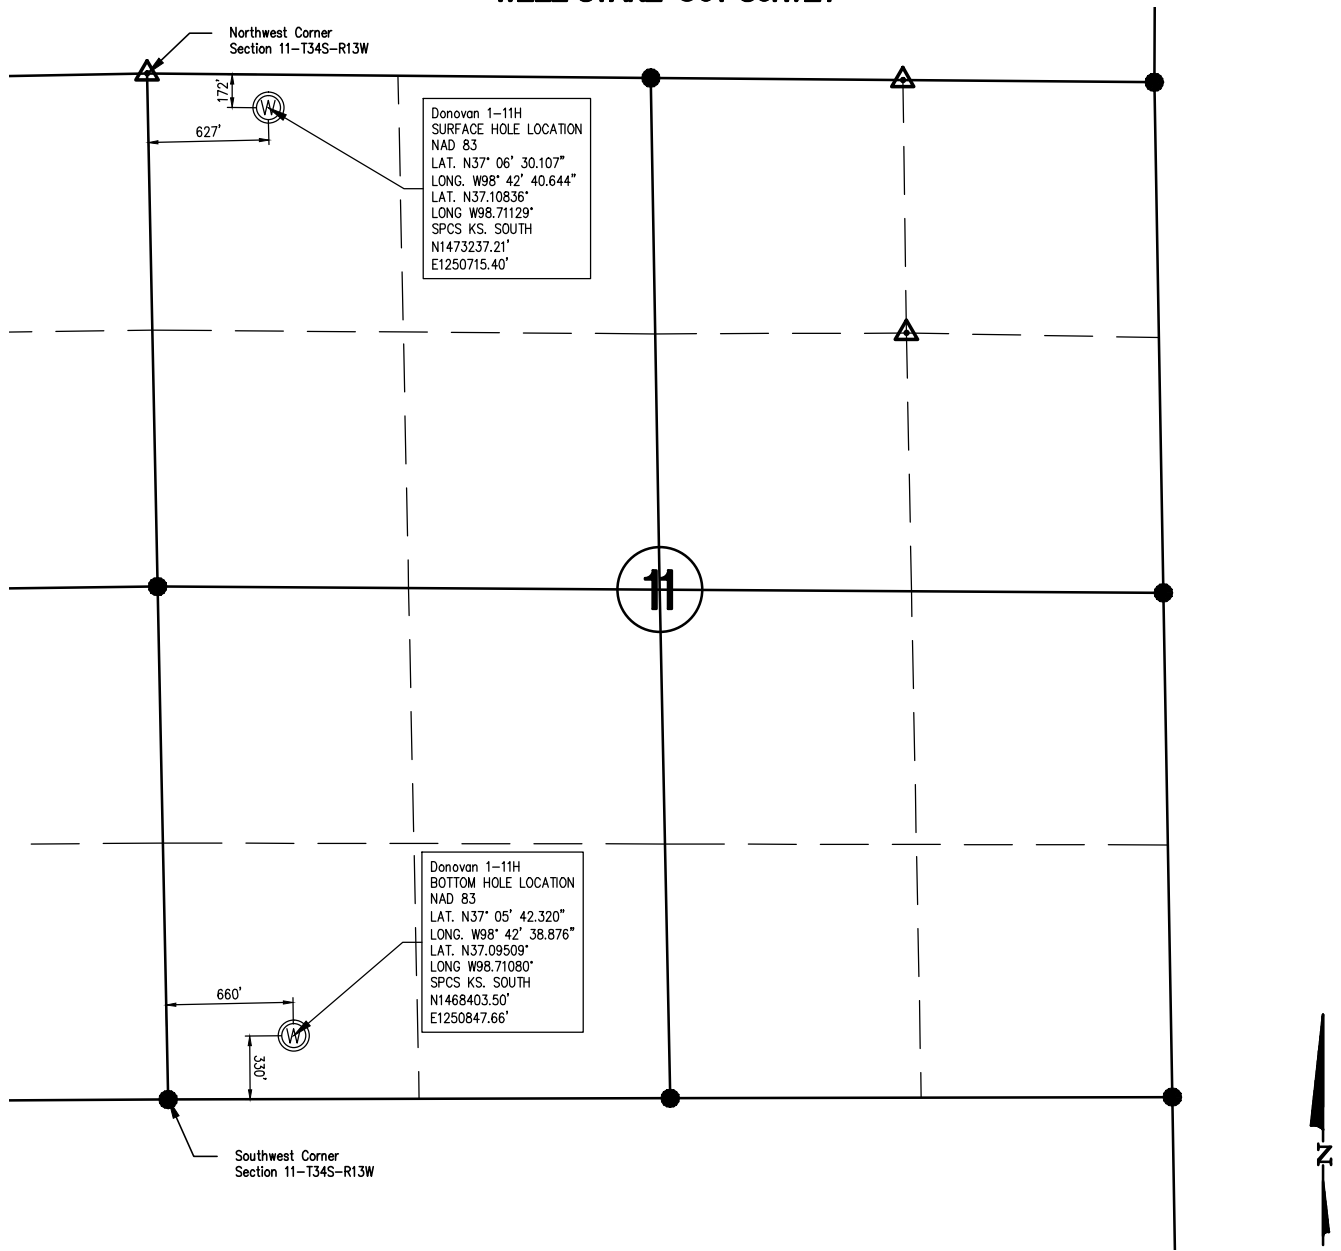 Northwest Corner
Section 11-T34S-R13W
172'
627'
Donovan 1-11H
SURFACE HOLE LOCATION
NAD 83
LAT. N37° 06' 30.107"
LONG. W98° 42' 40.644"
LAT. N37.10836°
LONG W98.71129°
SPCS KS. SOUTH
N1473237.21'
E1250715.40'
W
11
Donovan 1-11H
BOTTOM HOLE LOCATION
NAD 83
LAT. N37° 05' 42.320"
LONG. W98° 42' 38.876"
LAT. N37.09509°
LONG W98.71080°
SPCS KS. SOUTH
N1468403.50'
E1250847.66'
660'
W
330'
Southwest Corner
Section 11-T34S-R13W
N